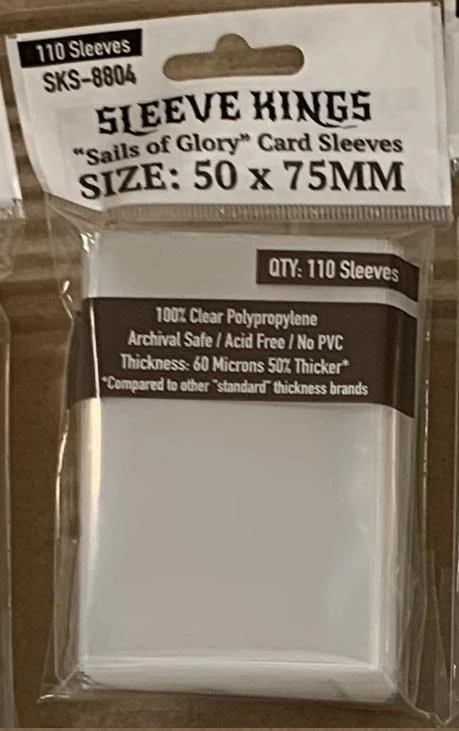 110 Sleeves
SKS-8804
SLEEVE KINGS
"Sails of Glory" Card Sleeves
SIZE: 50 x 75MM
QTY: 110 Sleeves
100% Clear Polypropylene
Archival Safe / Acid Free / No PVC
Thickness: 60 Microns 50% Thicker*
*Compared to other "standard" thickness brands